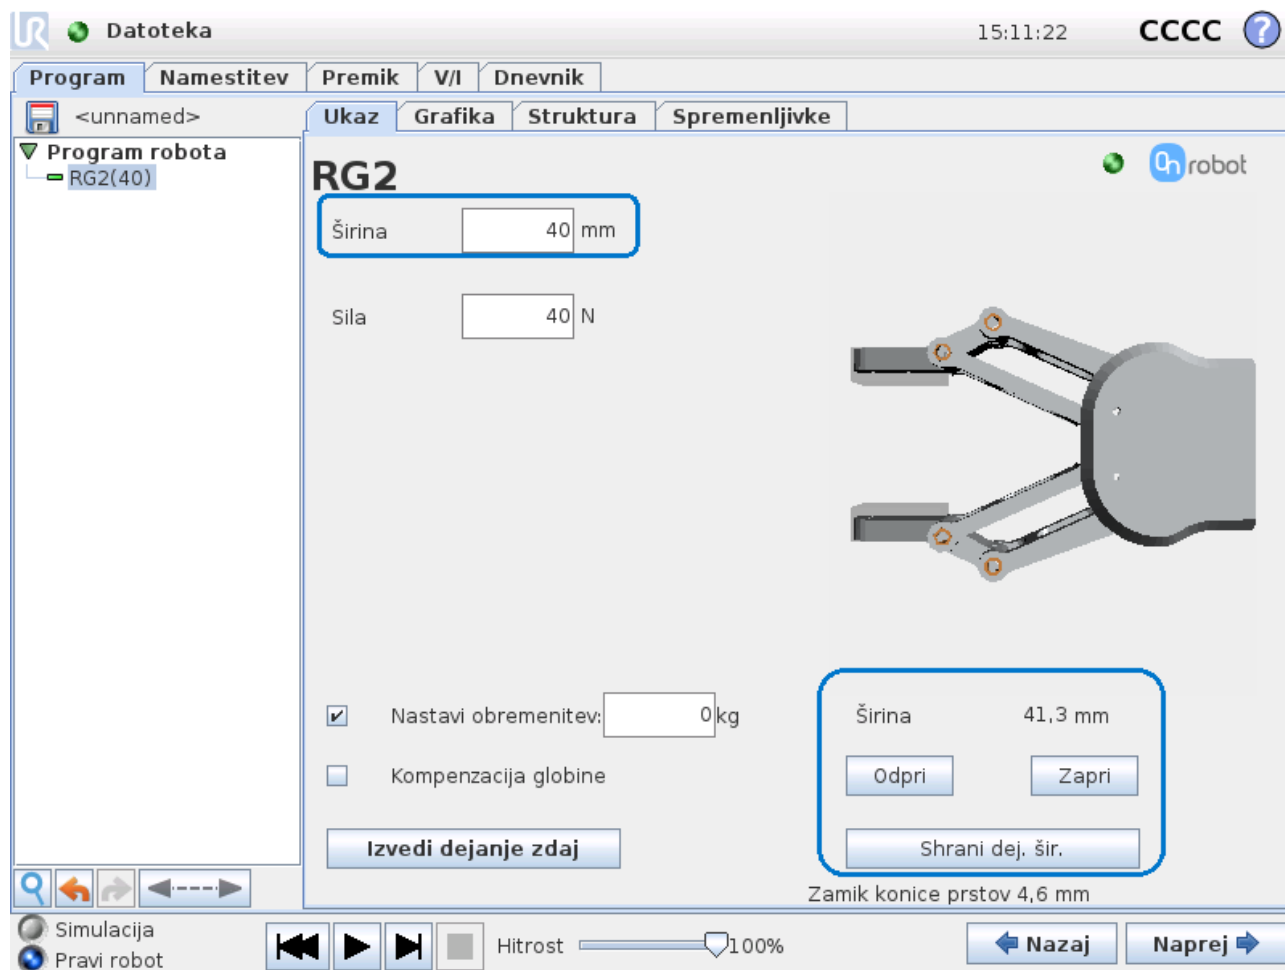 Datoteka 15:11:22 CCCC ?
Program Namestitev Premik V/I Dnevnik
<unnamed>
Ukaz Grafika Struktura Spremenljivke
Program robota
RG2(40)
RG2
On robot
Širina 40 mm
Sila 40 N
Nastavi obremenitev: 0 kg
Kompenzacija globine
Izvedi dejanje zdaj
Širina 41,3 mm
Odpri Zapri
Shrani dej. šir.
Zamik konice prstov 4,6 mm
Simulacija
Pravi robot
Hitrost 100%
Nazaj Naprej